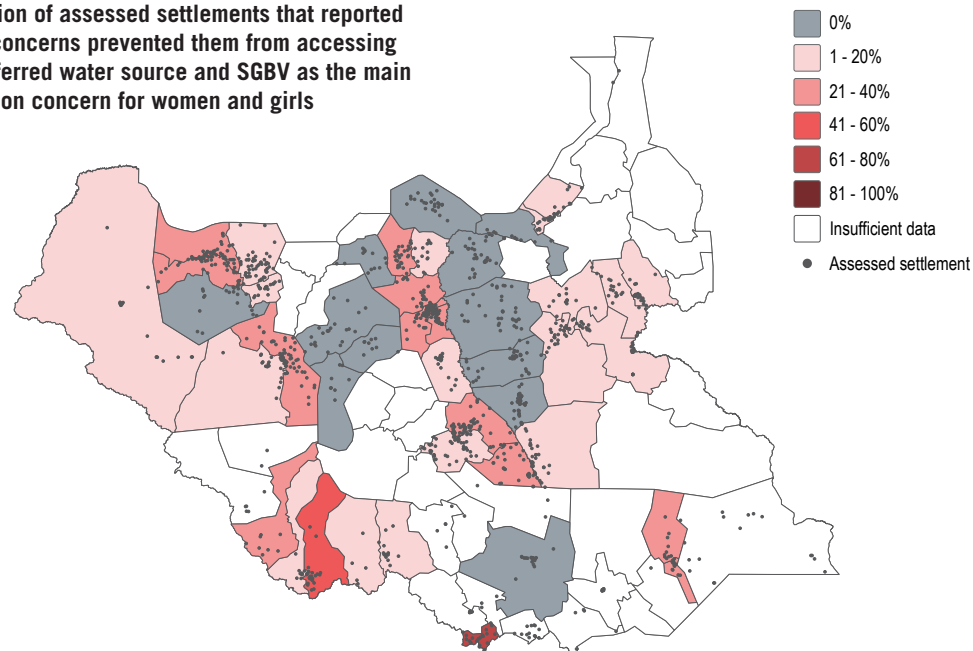 ion of assessed settlements that reported
concerns prevented them from accessing
ferred water source and SGBV as the main
on concern for women and girls
0%
1 - 20%
21 - 40%
41 - 60%
61 - 80%
81 - 100%
Insufficient data
Assessed settlement